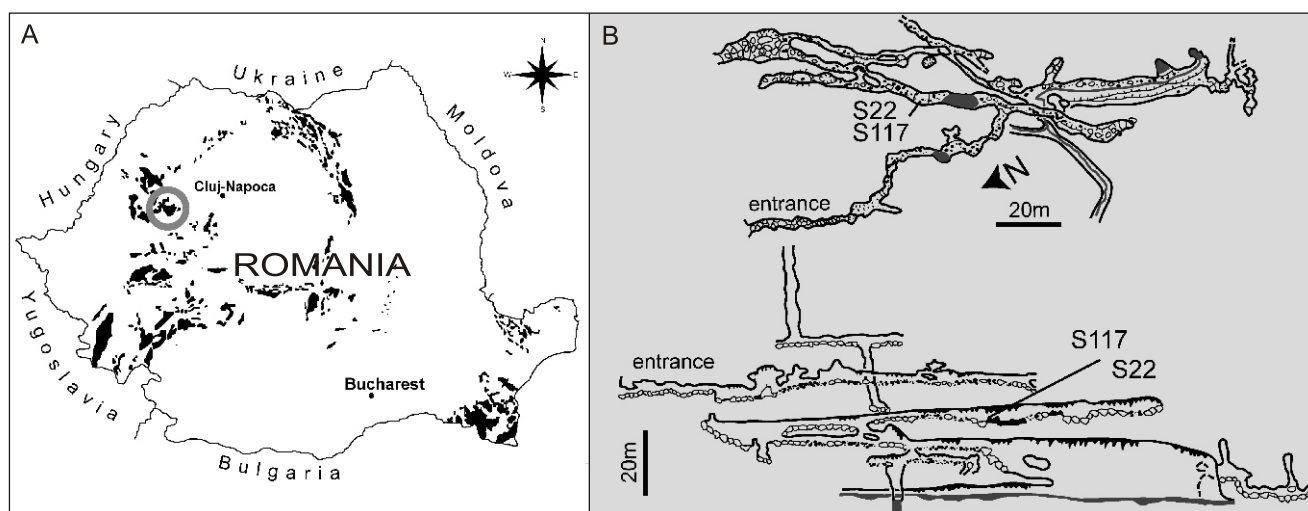 A
Ukraine
Moldova
Hungary
Cluj-Napoca
ROMANIA
Yugoslavia
Bucharest
Bulgaria
N
W
E
S
B
S22
S117
N
entrance
20m
S117
entrance
S22
20m